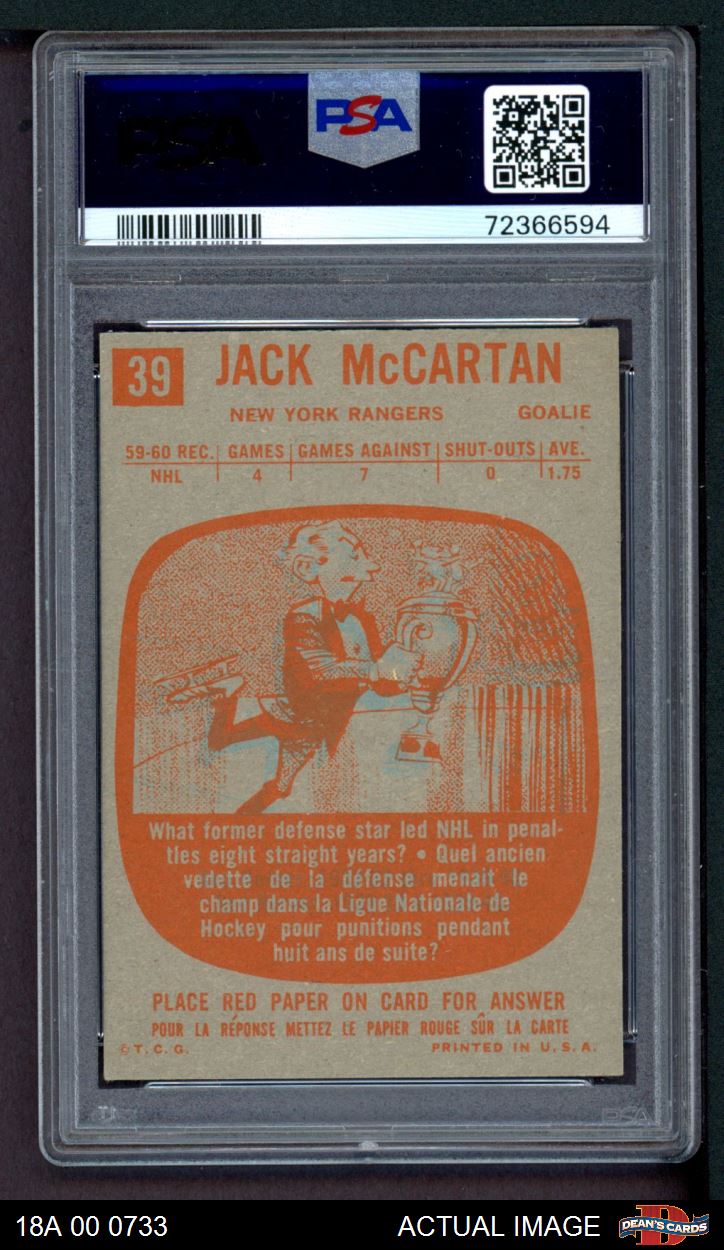 PSA
PSA
72366594
39 JACK McCARTAN
NEW YORK RANGERS GOALIE
59-60 REC. GAMES GAMES AGAINST SHUT-OUTS AVE.
NHL 4 7 0 1.75
What former defense star led NHL in penal-
ties eight straight years? • Quel ancien
vedette de la défense menait le
champ dans la Ligue Nationale de
Hockey pour punitions pendant
huit ans de suite?
PLACE RED PAPER ON CARD FOR ANSWER
POUR LA RÉPONSE METTEZ LE PAPIER ROUGE SÛR LA CARTE
© T. C. G. PRINTED IN U. S. A.
PSA
18A 00 0733 ACTUAL IMAGE DEAN'S CARDS